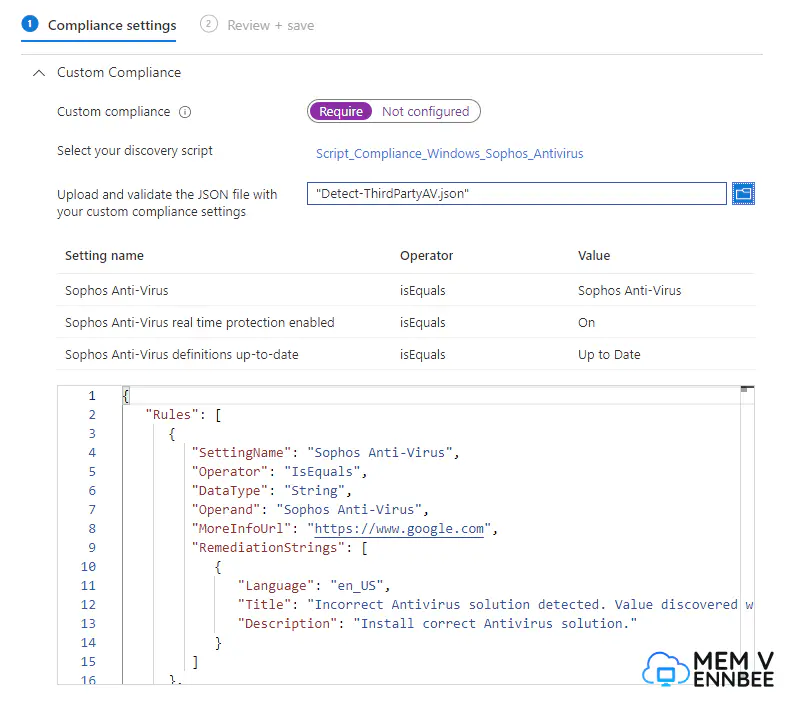 1 Compliance settings 2 Review + save
Custom Compliance
Custom compliance
Require Not configured
Select your discovery script
Script_Compliance_Windows_Sophos_Antivirus
Upload and validate the JSON file with
your custom compliance settings
"Detect-ThirdPartyAV.json"
Setting name Operator Value
Sophos Anti-Virus isEquals Sophos Anti-Virus
Sophos Anti-Virus real time protection enabled isEquals On
Sophos Anti-Virus definitions up-to-date isEquals Up to Date
1 {
2 "Rules": [
3 {
4 "SettingName": "Sophos Anti-Virus",
5 "Operator": "IsEquals",
6 "DataType": "String",
7 "Operand": "Sophos Anti-Virus",
8 "MoreInfoUrl": "https://www.google.com",
9 "RemediationStrings": [
10 {
11 "Language": "en_US",
12 "Title": "Incorrect Antivirus solution detected. Value discovered w
13 "Description": "Install correct Antivirus solution."
14 }
15 ]
16 },
MEM V
ENNBEE